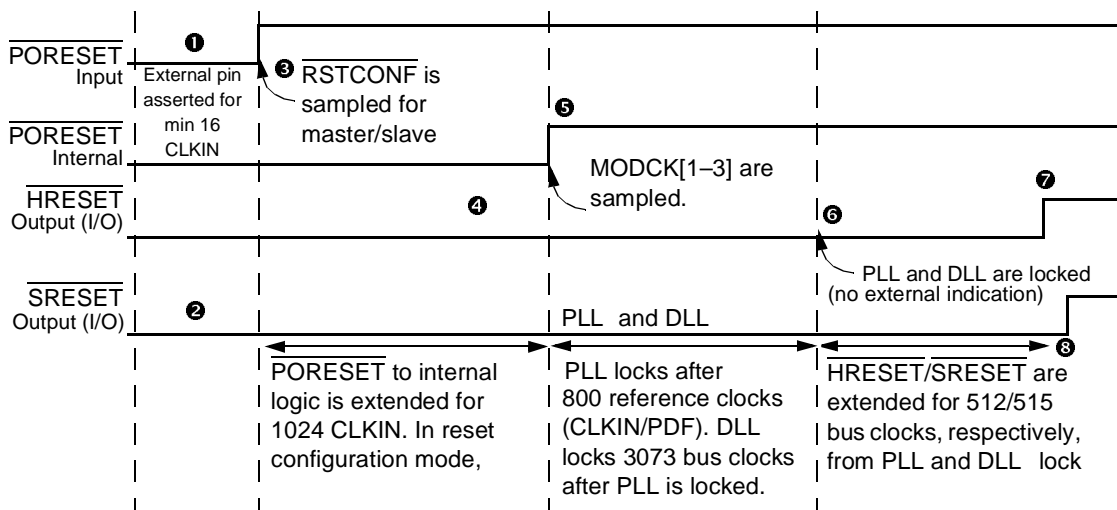 ❶
PORESET
Input
External pin
asserted for
min 16
CLKIN
❸ RSTCONF is
sampled for
master/slave
❺
PORESET
Internal
MODCK[1–3] are
sampled.
❼
HRESET
Output (I/O)
❹
❻
PLL and DLL are locked
(no external indication)
SRESET
Output (I/O)
❷
PLL and DLL
❽
PORESET to internal
logic is extended for
1024 CLKIN. In reset
configuration mode,
PLL locks after
800 reference clocks
(CLKIN/PDF). DLL
locks 3073 bus clocks
after PLL is locked.
HRESET/SRESET are
extended for 512/515
bus clocks, respectively,
from PLL and DLL lock